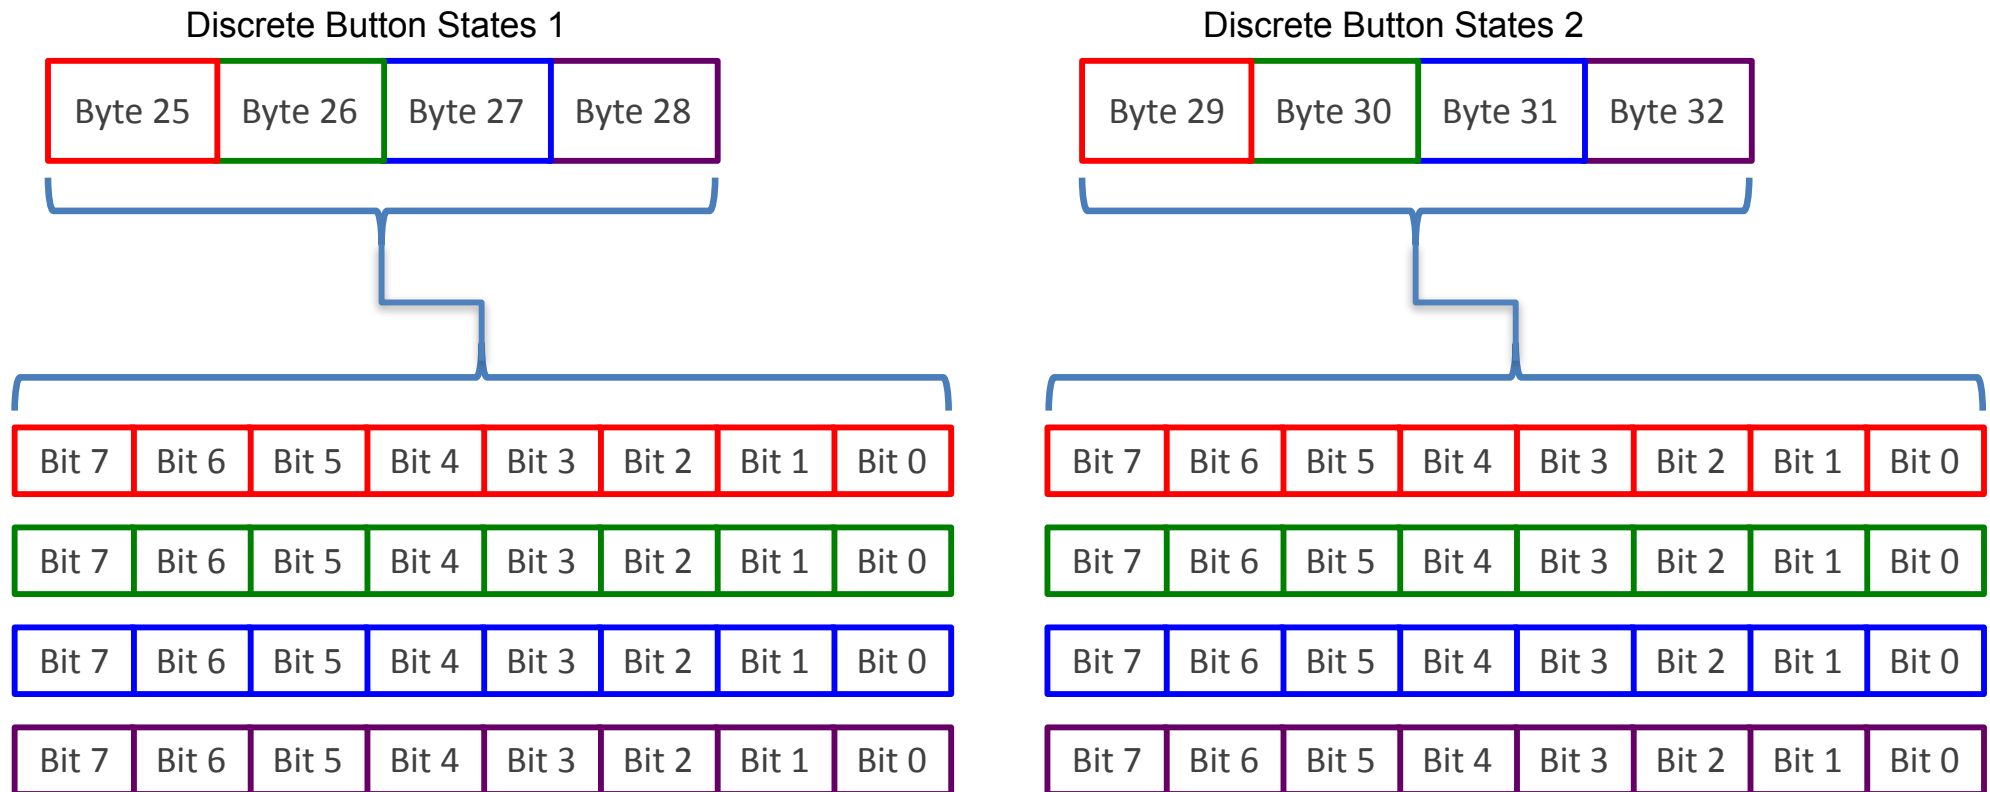 Discrete Button States 1
Byte 25 Byte 26 Byte 27 Byte 28
Bit 7 Bit 6 Bit 5 Bit 4 Bit 3 Bit 2 Bit 1 Bit 0
Bit 7 Bit 6 Bit 5 Bit 4 Bit 3 Bit 2 Bit 1 Bit 0
Bit 7 Bit 6 Bit 5 Bit 4 Bit 3 Bit 2 Bit 1 Bit 0
Bit 7 Bit 6 Bit 5 Bit 4 Bit 3 Bit 2 Bit 1 Bit 0
Discrete Button States 2
Byte 29 Byte 30 Byte 31 Byte 32
Bit 7 Bit 6 Bit 5 Bit 4 Bit 3 Bit 2 Bit 1 Bit 0
Bit 7 Bit 6 Bit 5 Bit 4 Bit 3 Bit 2 Bit 1 Bit 0
Bit 7 Bit 6 Bit 5 Bit 4 Bit 3 Bit 2 Bit 1 Bit 0
Bit 7 Bit 6 Bit 5 Bit 4 Bit 3 Bit 2 Bit 1 Bit 0